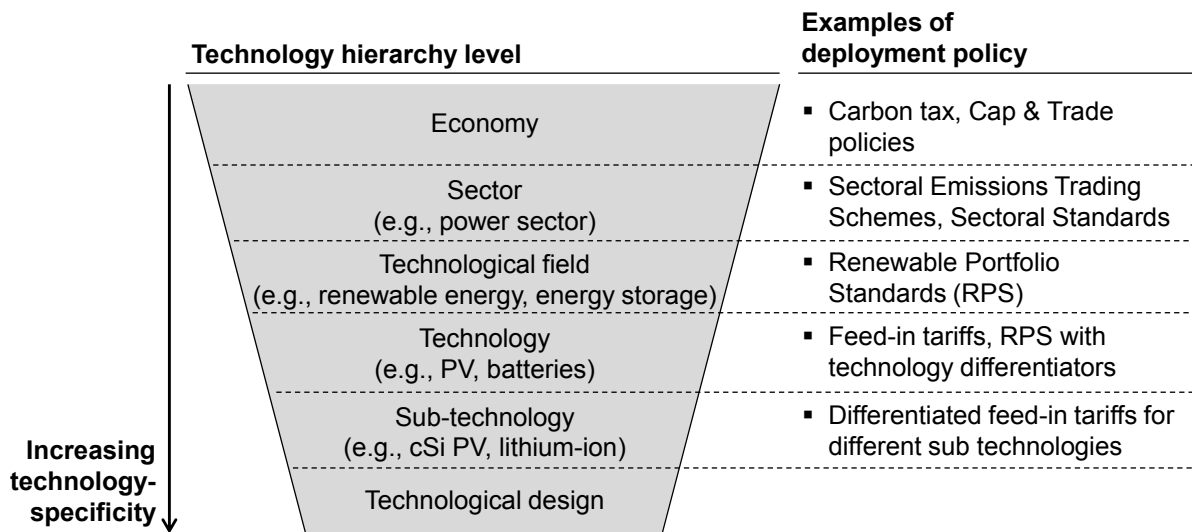 Technology hierarchy level
Examples of
deployment policy
Economy
▪ Carbon tax, Cap & Trade
policies
Sector
(e.g., power sector)
▪ Sectoral Emissions Trading
Schemes, Sectoral Standards
Technological field
(e.g., renewable energy, energy storage)
▪ Renewable Portfolio
Standards (RPS)
Technology
(e.g., PV, batteries)
▪ Feed-in tariffs, RPS with
technology differentiators
Sub-technology
(e.g., cSi PV, lithium-ion)
▪ Differentiated feed-in tariffs for
different sub technologies
Technological design
Increasing
technology-
specificity